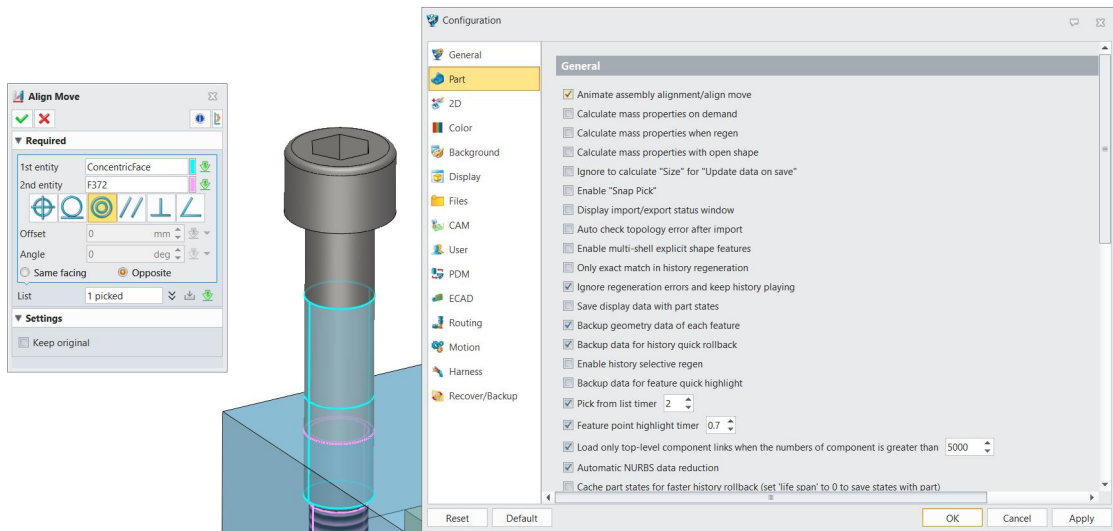 Align Move
Required
1st entity ConcentricFace
2nd entity F372
Offset 0 mm
Angle 0 deg
Same facing Opposite
List 1 picked
Settings
Keep original
Configuration
General
Part
2D
Color
Background
Display
Files
CAM
User
PDM
ECAD
Routing
Motion
Harness
Recover/Backup
General
Animate assembly alignment/align move
Calculate mass properties on demand
Calculate mass properties when regen
Calculate mass properties with open shape
Ignore to calculate "Size" for "Update data on save"
Enable "Snap Pick"
Display import/export status window
Auto check topology error after import
Enable multi-shell explicit shape features
Only exact match in history regeneration
Ignore regeneration errors and keep history playing
Save display data with part states
Backup geometry data of each feature
Backup data for history quick rollback
Enable history selective regen
Backup data for feature quick highlight
Pick from list timer 2
Feature point highlight timer 0.7
Load only top-level component links when the numbers of component is greater than 5000
Automatic NURBS data reduction
Cache part states for faster history rollback (set 'life span' to 0 to save states with part)
Reset Default OK Cancel Apply